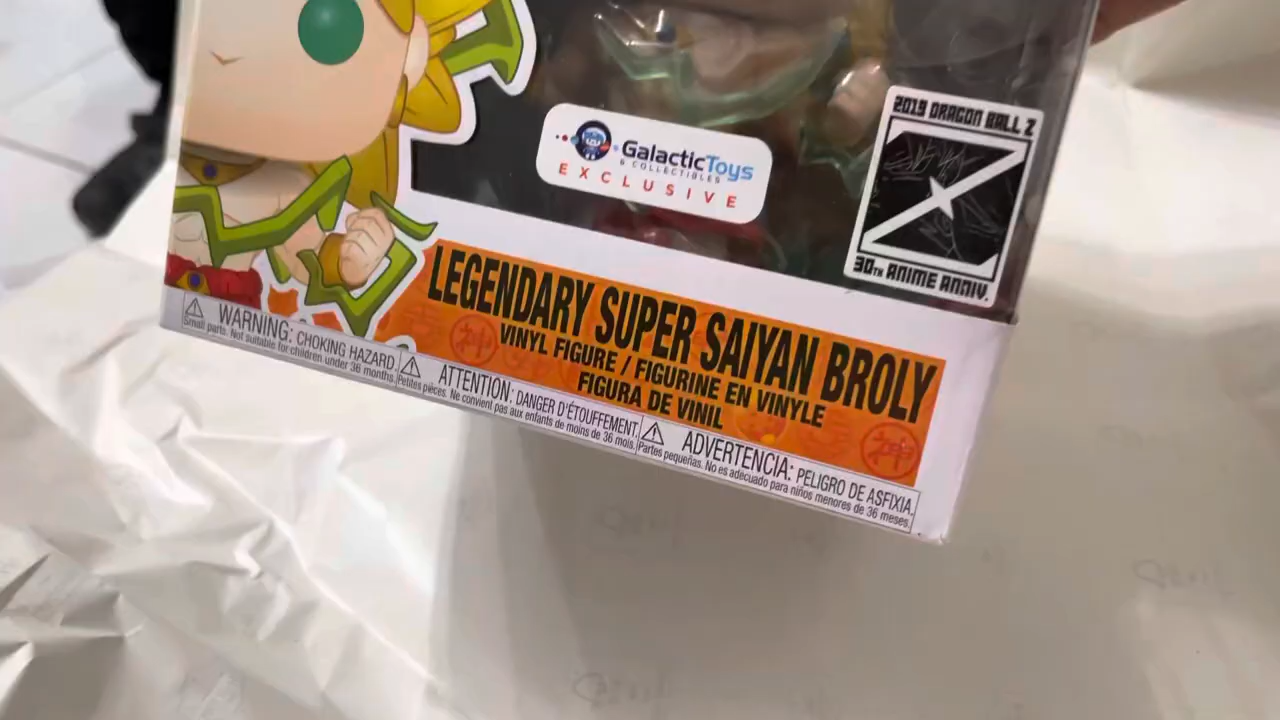 GalacticToys
& COLLECTIBLES
EXCLUSIVE
2019 DRAGON BALL Z
Z
30TH ANIME ANNIV.
LEGENDARY SUPER SAIYAN BROLY
VINYL FIGURE / FIGURINE EN VINYLE
FIGURA DE VINIL
WARNING: CHOKING HAZARD.
Small parts. Not suitable for children under 36 months.
ATTENTION: DANGER D'ÉTOUFFEMENT.
Petites pièces. Ne convient pas aux enfants de moins de 36 mois.
ADVERTENCIA: PELIGRO DE ASFIXIA.
Partes pequeñas. No es adecuado para niños menores de 36 meses.